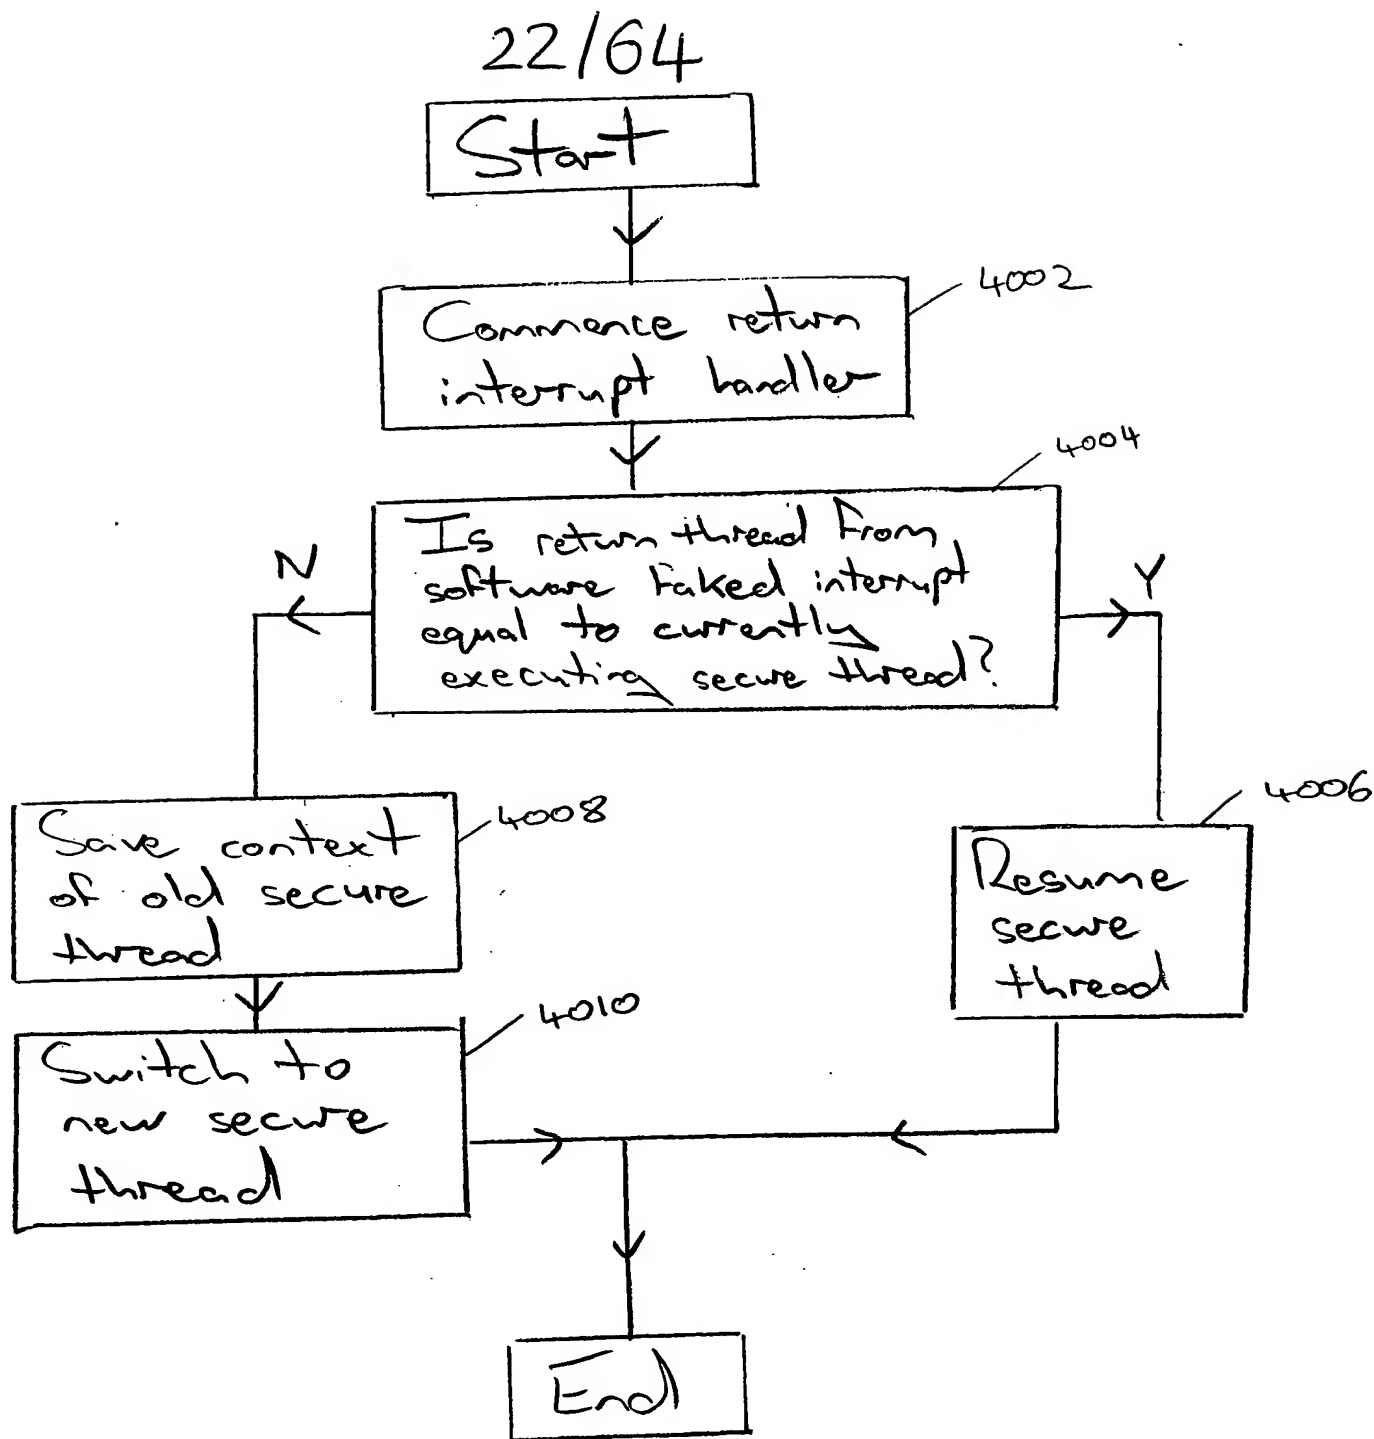 22/64
Start
Commence return
interrupt handler
4002
4004
Is return thread from
software faked interrupt
equal to currently
executing secure thread?
N
Y
Save context
of old secure
thread
4008
4006
Resume
secure
thread
Switch to
new secure
thread
4010
End